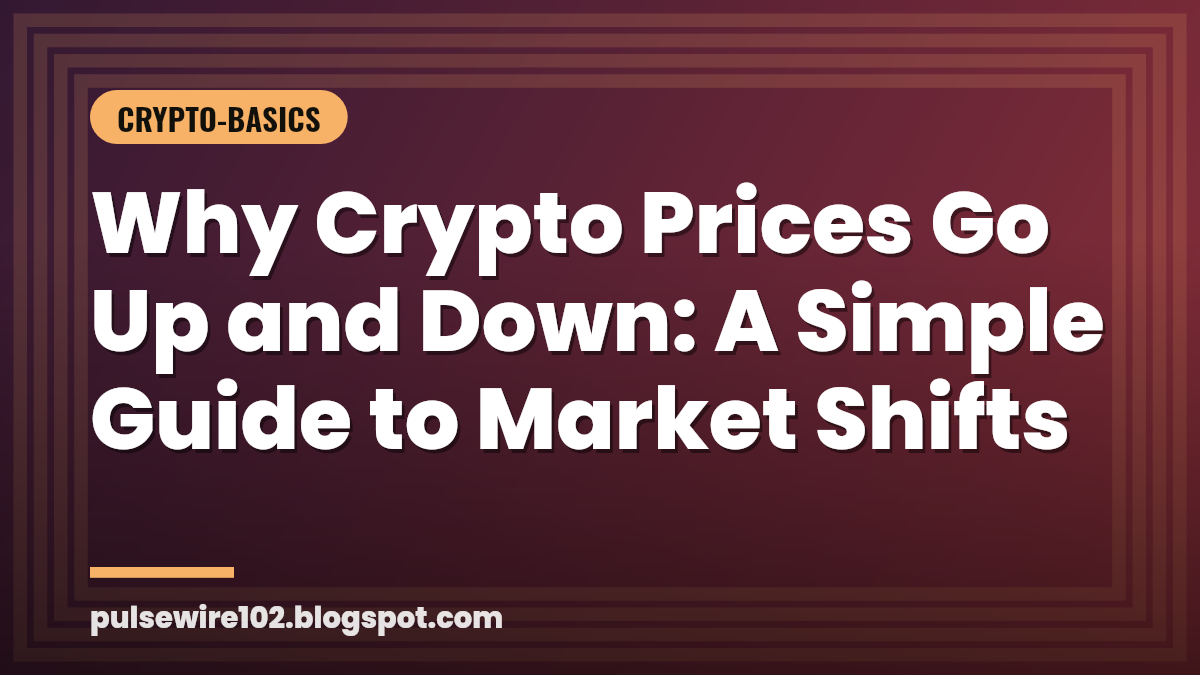 CRYPTO-BASICS
Why Crypto Prices Go
Up and Down: A Simple
Guide to Market Shifts
pulsewire102.blogspot.com